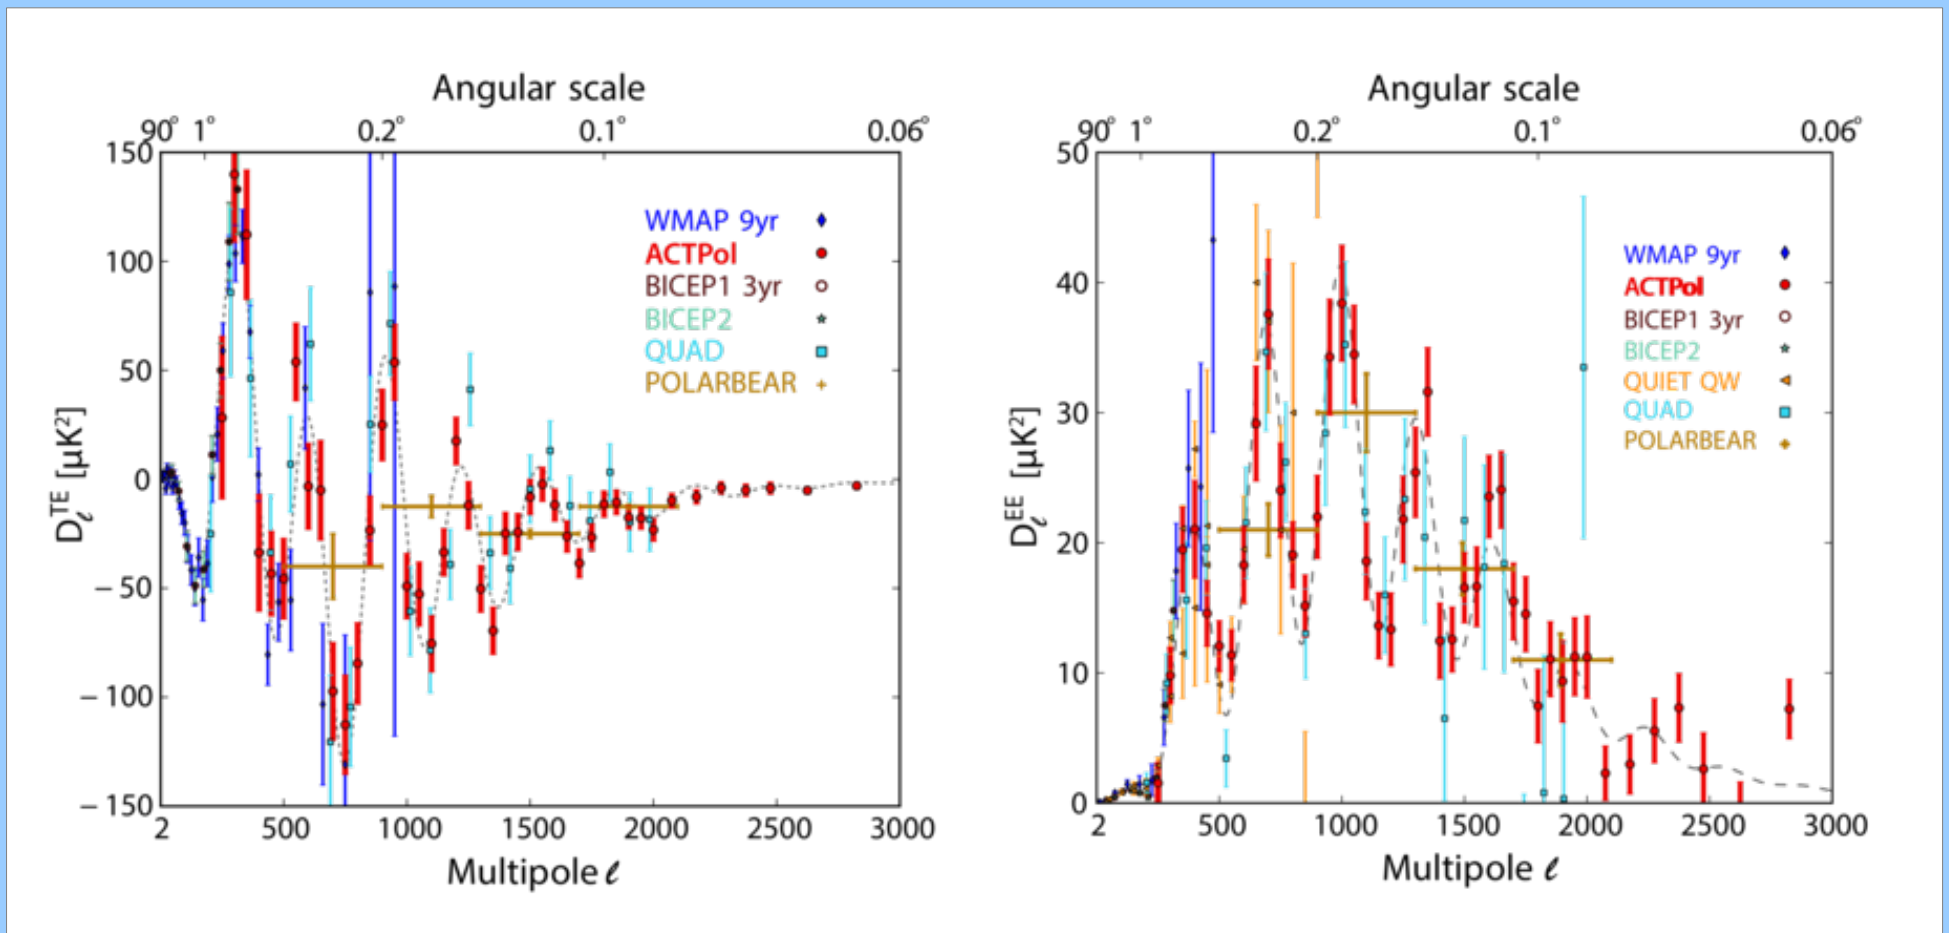 Angular scale
90° 1° 0.2° 0.1° 0.06°
150
100
50
0
−50
−100
−150
D_ℓ^TE [μK²]
WMAP 9yr
ACTPol
BICEP1 3yr
BICEP2
QUAD
POLARBEAR
2 500 1000 1500 2000 2500 3000
Multipole ℓ
Angular scale
90° 1° 0.2° 0.1° 0.06°
50
40
30
20
10
0
D_ℓ^EE [μK²]
WMAP 9yr
ACTPol
BICEP1 3yr
BICEP2
QUIET QW
QUAD
POLARBEAR
2 500 1000 1500 2000 2500 3000
Multipole ℓ